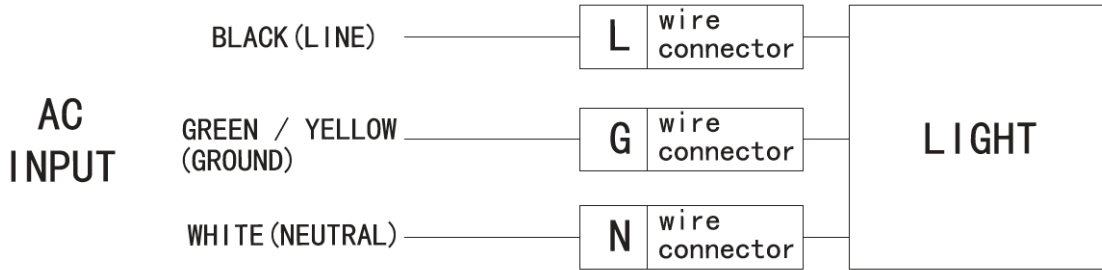 BLACK(LINE)
L
wire
connector
AC
INPUT
GREEN / YELLOW
(GROUND)
G
wire
connector
LIGHT
WHITE(NEUTRAL)
N
wire
connector